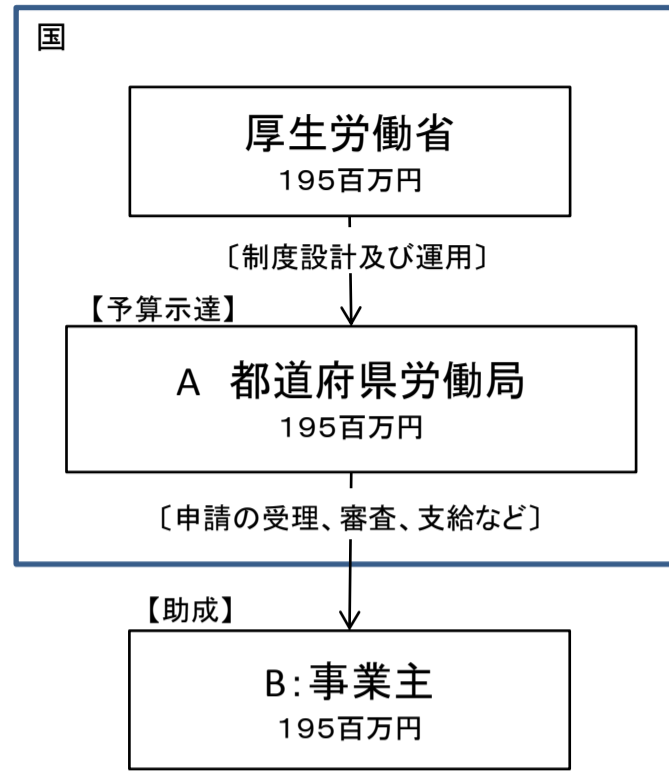 国
厚生労働省
195百万円
〔制度設計及び運用〕
【予算示達】
A 都道府県労働局
195百万円
〔申請の受理、審査、支給など〕
【助成】
B:事業主
195百万円